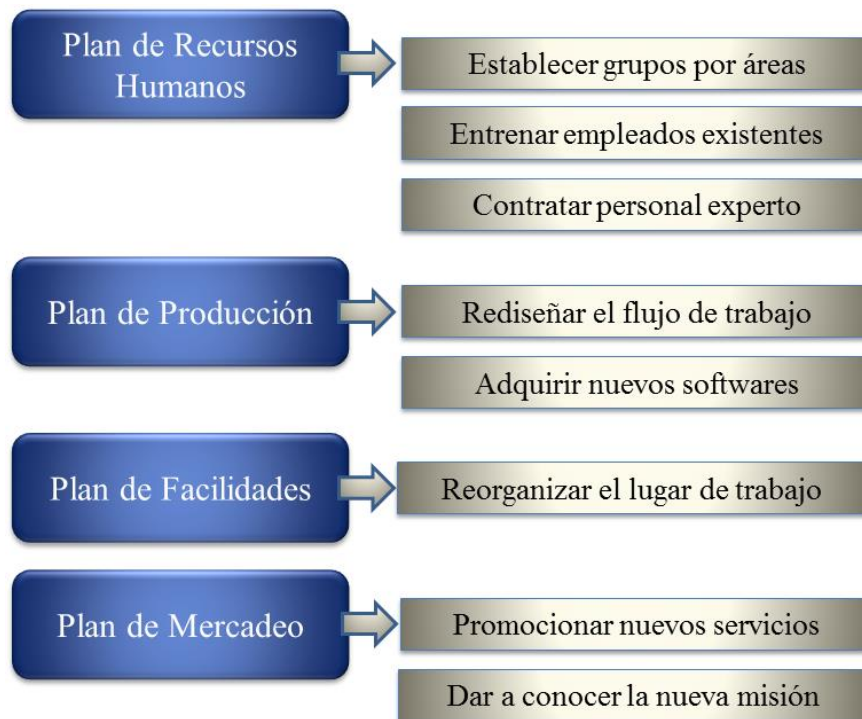 Plan de Recursos
Humanos
Establecer grupos por áreas
Entrenar empleados existentes
Contratar personal experto
Plan de Producción
Rediseñar el flujo de trabajo
Adquirir nuevos softwares
Plan de Facilidades
Reorganizar el lugar de trabajo
Plan de Mercadeo
Promocionar nuevos servicios
Dar a conocer la nueva misión